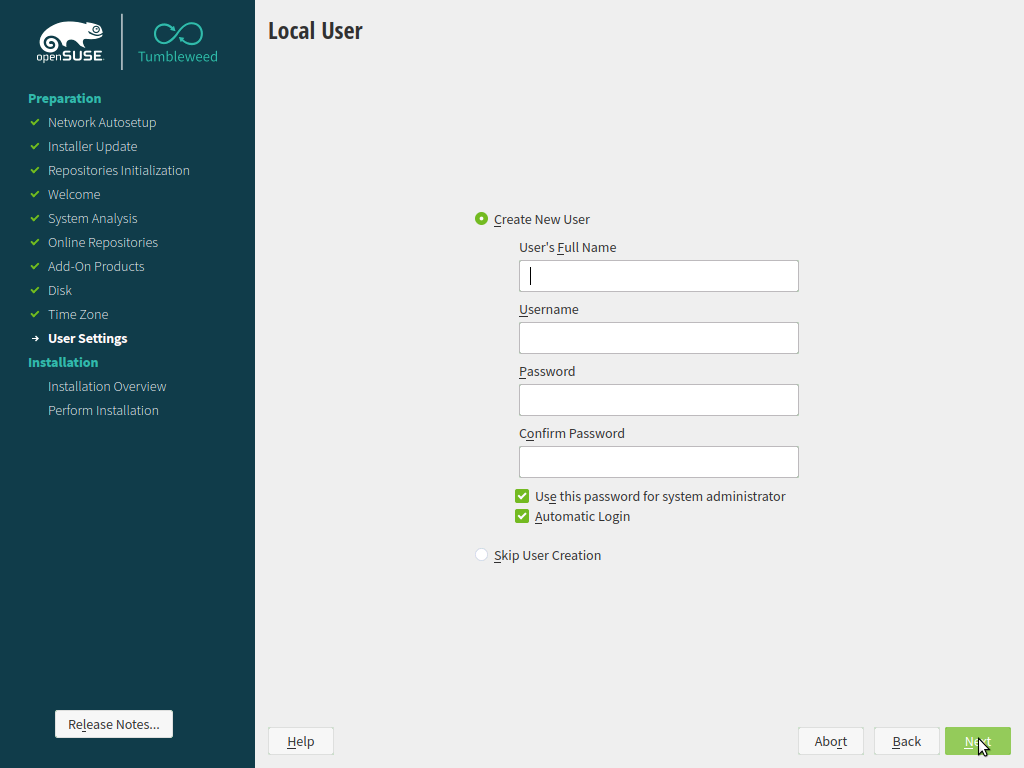 openSUSE
Tumbleweed
Preparation
Network Autosetup
Installer Update
Repositories Initialization
Welcome
System Analysis
Online Repositories
Add-On Products
Disk
Time Zone
User Settings
Installation
Installation Overview
Perform Installation
Release Notes...
Local User
Create New User
User's Full Name
Username
Password
Confirm Password
Use this password for system administrator
Automatic Login
Skip User Creation
Help
Abort
Back
Next